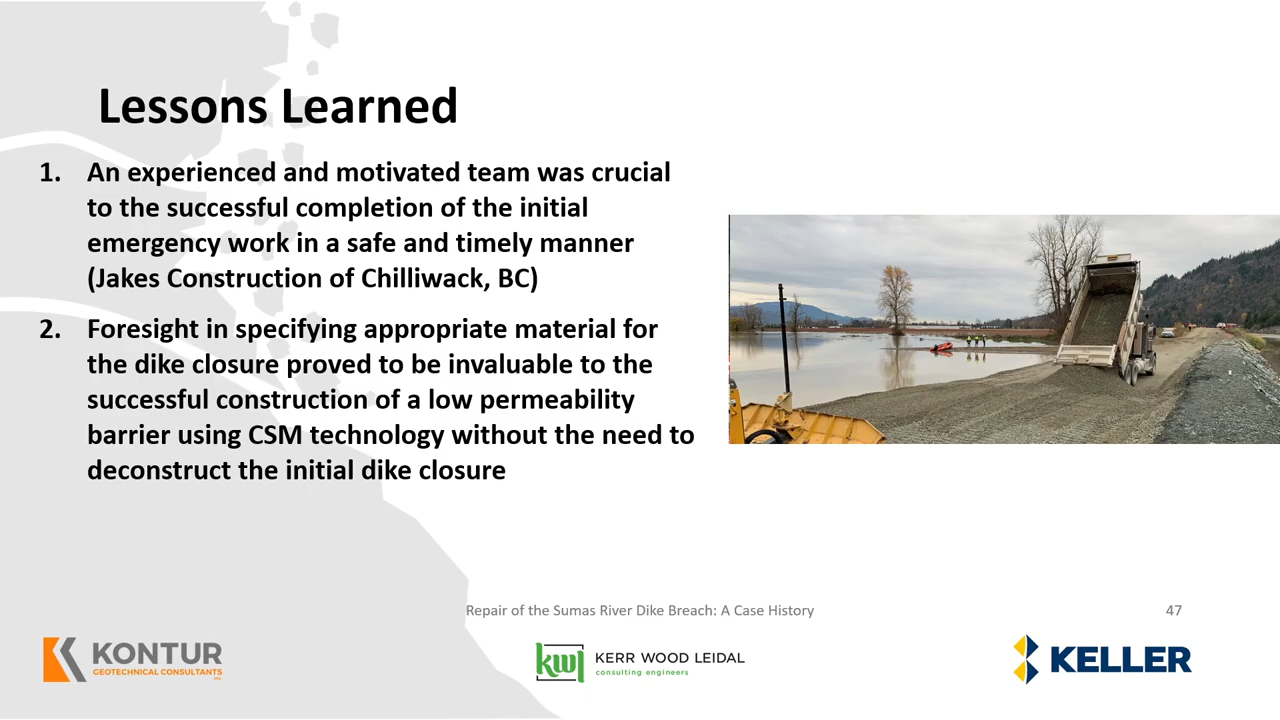 Lessons Learned
1. An experienced and motivated team was crucial
to the successful completion of the initial
emergency work in a safe and timely manner
(Jakes Construction of Chilliwack, BC)
2. Foresight in specifying appropriate material for
the dike closure proved to be invaluable to the
successful construction of a low permeability
barrier using CSM technology without the need to
deconstruct the initial dike closure
Repair of the Sumas River Dike Breach: A Case History
47
KONTUR
GEOTECHNICAL CONSULTANTS
INC.
kwl
KERR WOOD LEIDAL
consulting engineers
KELLER